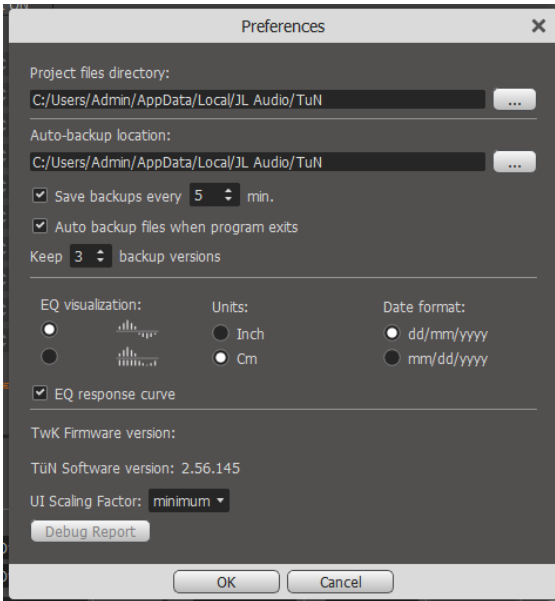 Preferences
Project files directory:
C:/Users/Admin/AppData/Local/JL Audio/TuN
...
Auto-backup location:
C:/Users/Admin/AppData/Local/JL Audio/TuN
...
Save backups every 5 min.
Auto backup files when program exits
Keep 3 backup versions
EQ visualization: Units: Date format:
Inch dd/mm/yyyy
Cm mm/dd/yyyy
EQ response curve
TwK Firmware version:
TüN Software version: 2.56.145
UI Scaling Factor: minimum
Debug Report
OK Cancel